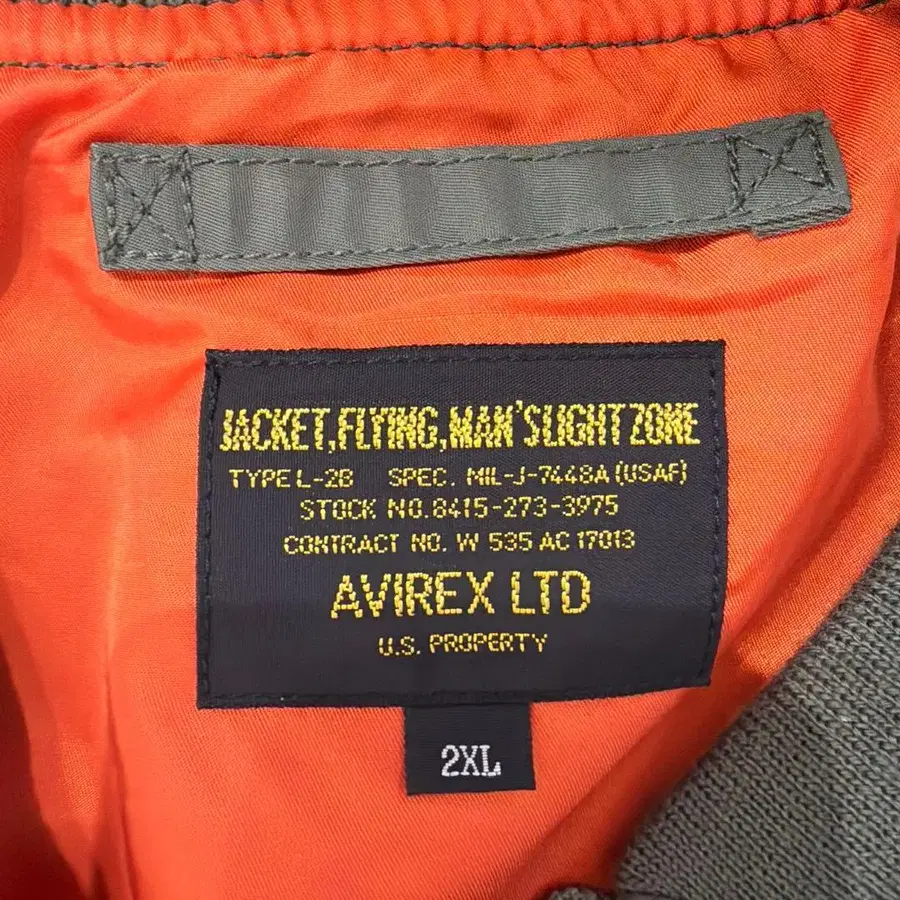 JACKET,FLYING,MAN'SLIGHT ZONE
TYPE L-2B SPEC. MIL-J-7448A (USAF)
STOCK NO.8415-273-3975
CONTRACT NO. W 535 AC 17013
AVIREX LTD
U.S. PROPERTY
2XL